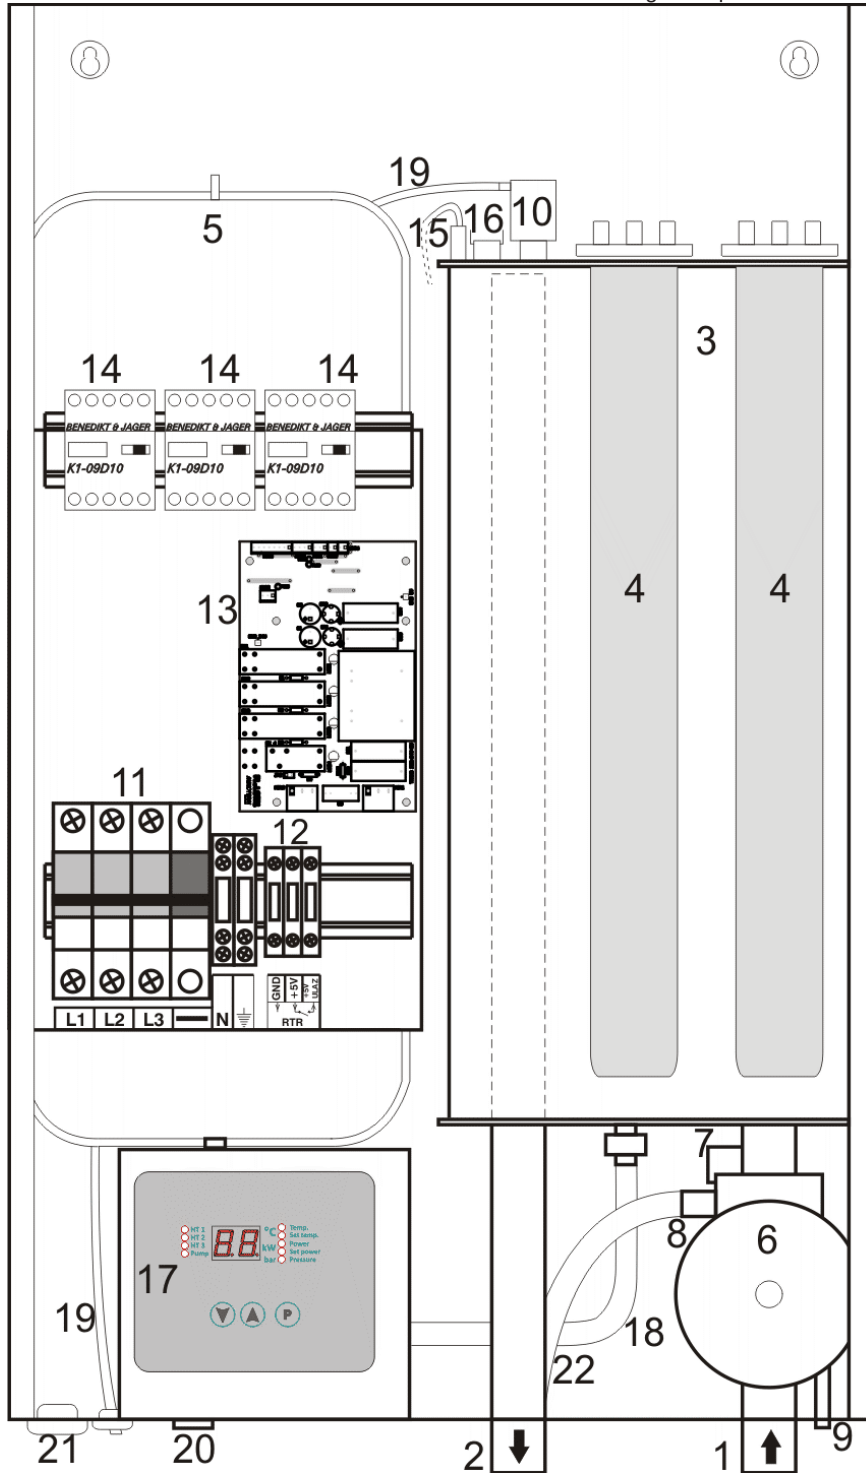 19
10
16
15
5
3
14 14 14
BENEDIKT & JAGER BENEDIKT & JAGER BENEDIKT & JAGER
K1-09D10 K1-09D10 K1-09D10
13
4 4
11
12
L1 L2 L3 N
GND +5V +5V ULAZ
RTR
7
8
6
17
HT 1
HT 2
HT 3
Pump
88
°C
kW
bar
Temp.
Set temp.
Power
Set power
Pressure
P
19
18
22
21
20
2
1
9